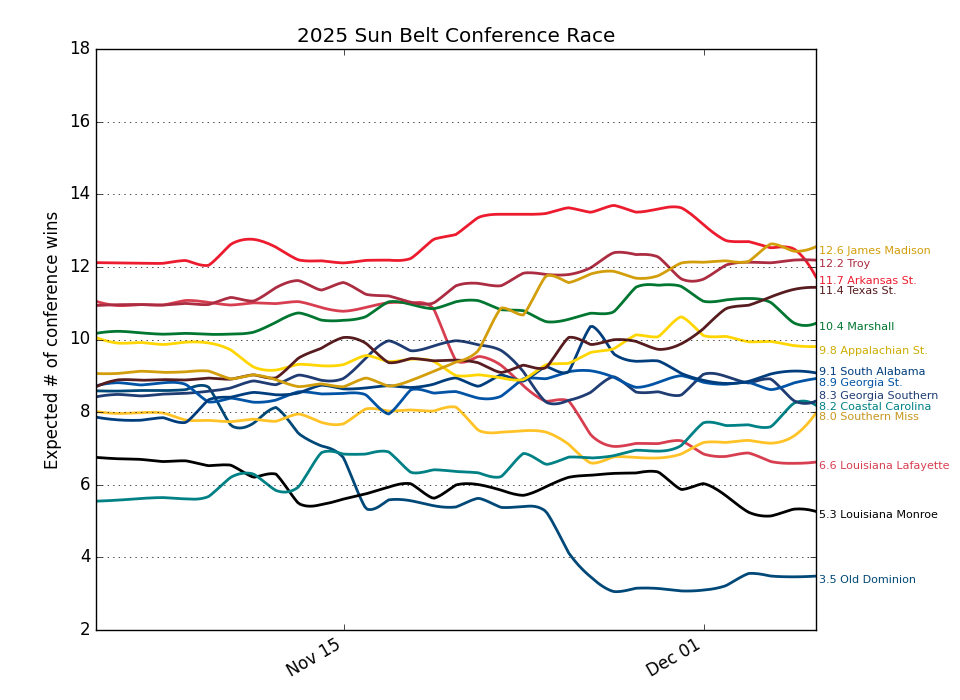 2025 Sun Belt Conference Race
Expected # of conference wins
18
16
14
12
10
8
6
4
2
Nov 15
Dec 01
12.6 James Madison
12.2 Troy
11.7 Arkansas St.
11.4 Texas St.
10.4 Marshall
9.8 Appalachian St.
9.1 South Alabama
8.9 Georgia St.
8.3 Georgia Southern
8.2 Coastal Carolina
8.0 Southern Miss
6.6 Louisiana Lafayette
5.3 Louisiana Monroe
3.5 Old Dominion